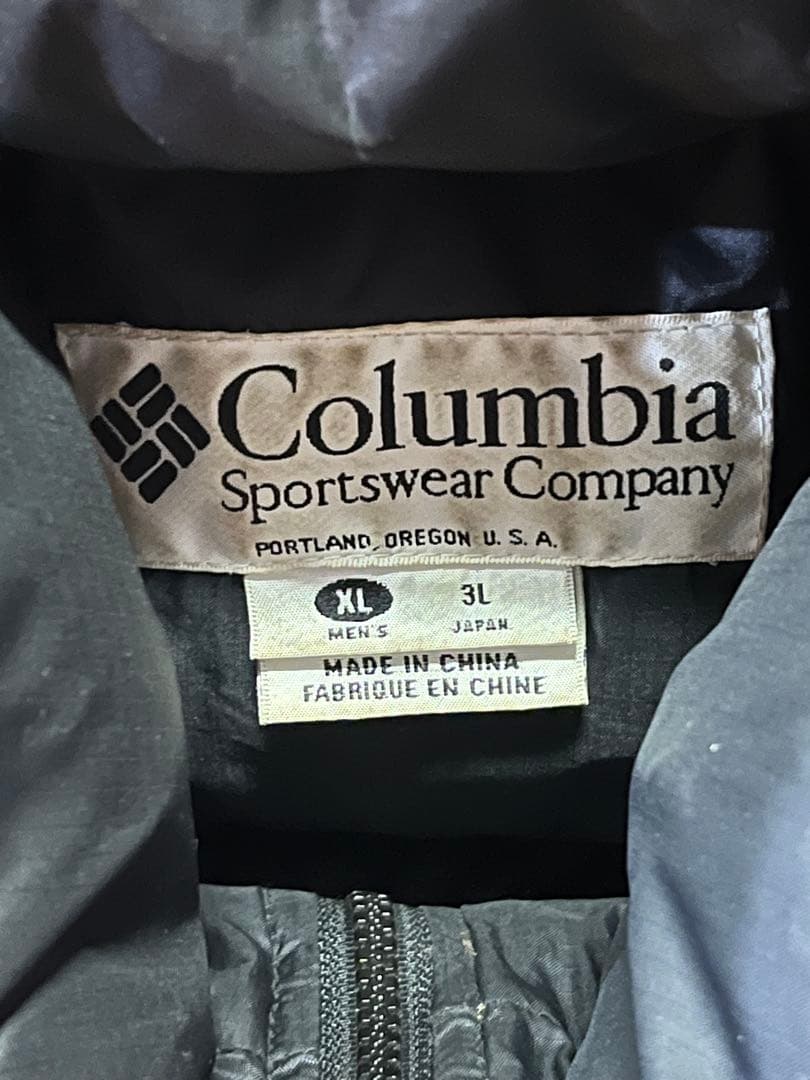 Columbia
Sportswear Company
PORTLAND, OREGON U. S. A.
XL 3L
MEN'S JAPAN
MADE IN CHINA
FABRIQUE EN CHINE